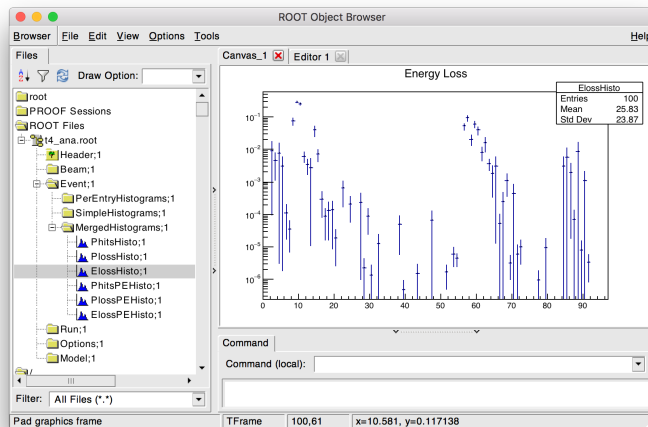 ROOT Object Browser
Browser File Edit View Options Tools Help
Files
Canvas_1 Editor 1
Draw Option:
root
PROOF Sessions
ROOT Files
t4_ana.root
Header;1
Beam;1
Event;1
PerEntryHistograms;1
SimpleHistograms;1
MergedHistograms;1
PhitsHisto;1
PlossHisto;1
ElossHisto;1
PhitsPEHisto;1
PlossPEHisto;1
ElossPEHisto;1
Run;1
Options;1
Model;1
/
Filter: All Files (*.*)
Energy Loss
ElossHisto
Entries 100
Mean 25.83
Std Dev 23.87
10-1
10-2
10-3
10-4
10-5
10-6
0 10 20 30 40 50 60 70 80 90
Command
Command (local):
Pad graphics frame TFrame 100,61 x=10.581, y=0.117138